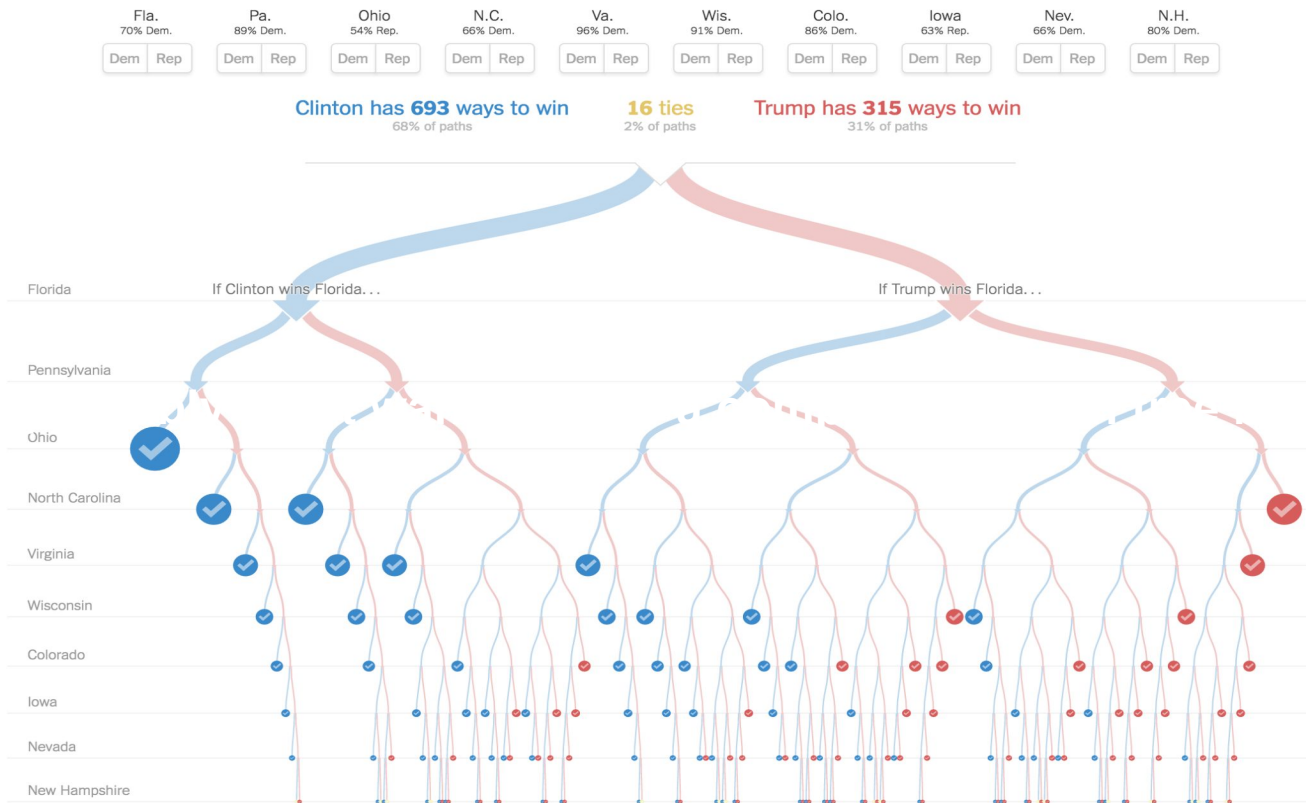 Fla. Pa. Ohio N.C. Va. Wis. Colo. Iowa Nev. N.H.
70% Dem. 89% Dem. 54% Rep. 66% Dem. 96% Dem. 91% Dem. 86% Dem. 63% Rep. 66% Dem. 80% Dem.
Dem Rep Dem Rep Dem Rep Dem Rep Dem Rep Dem Rep Dem Rep Dem Rep Dem Rep Dem Rep
Clinton has 693 ways to win 16 ties Trump has 315 ways to win
68% of paths 2% of paths 31% of paths
Florida If Clinton wins Florida... If Trump wins Florida...
Pennsylvania
Ohio
North Carolina
Virginia
Wisconsin
Colorado
Iowa
Nevada
New Hampshire